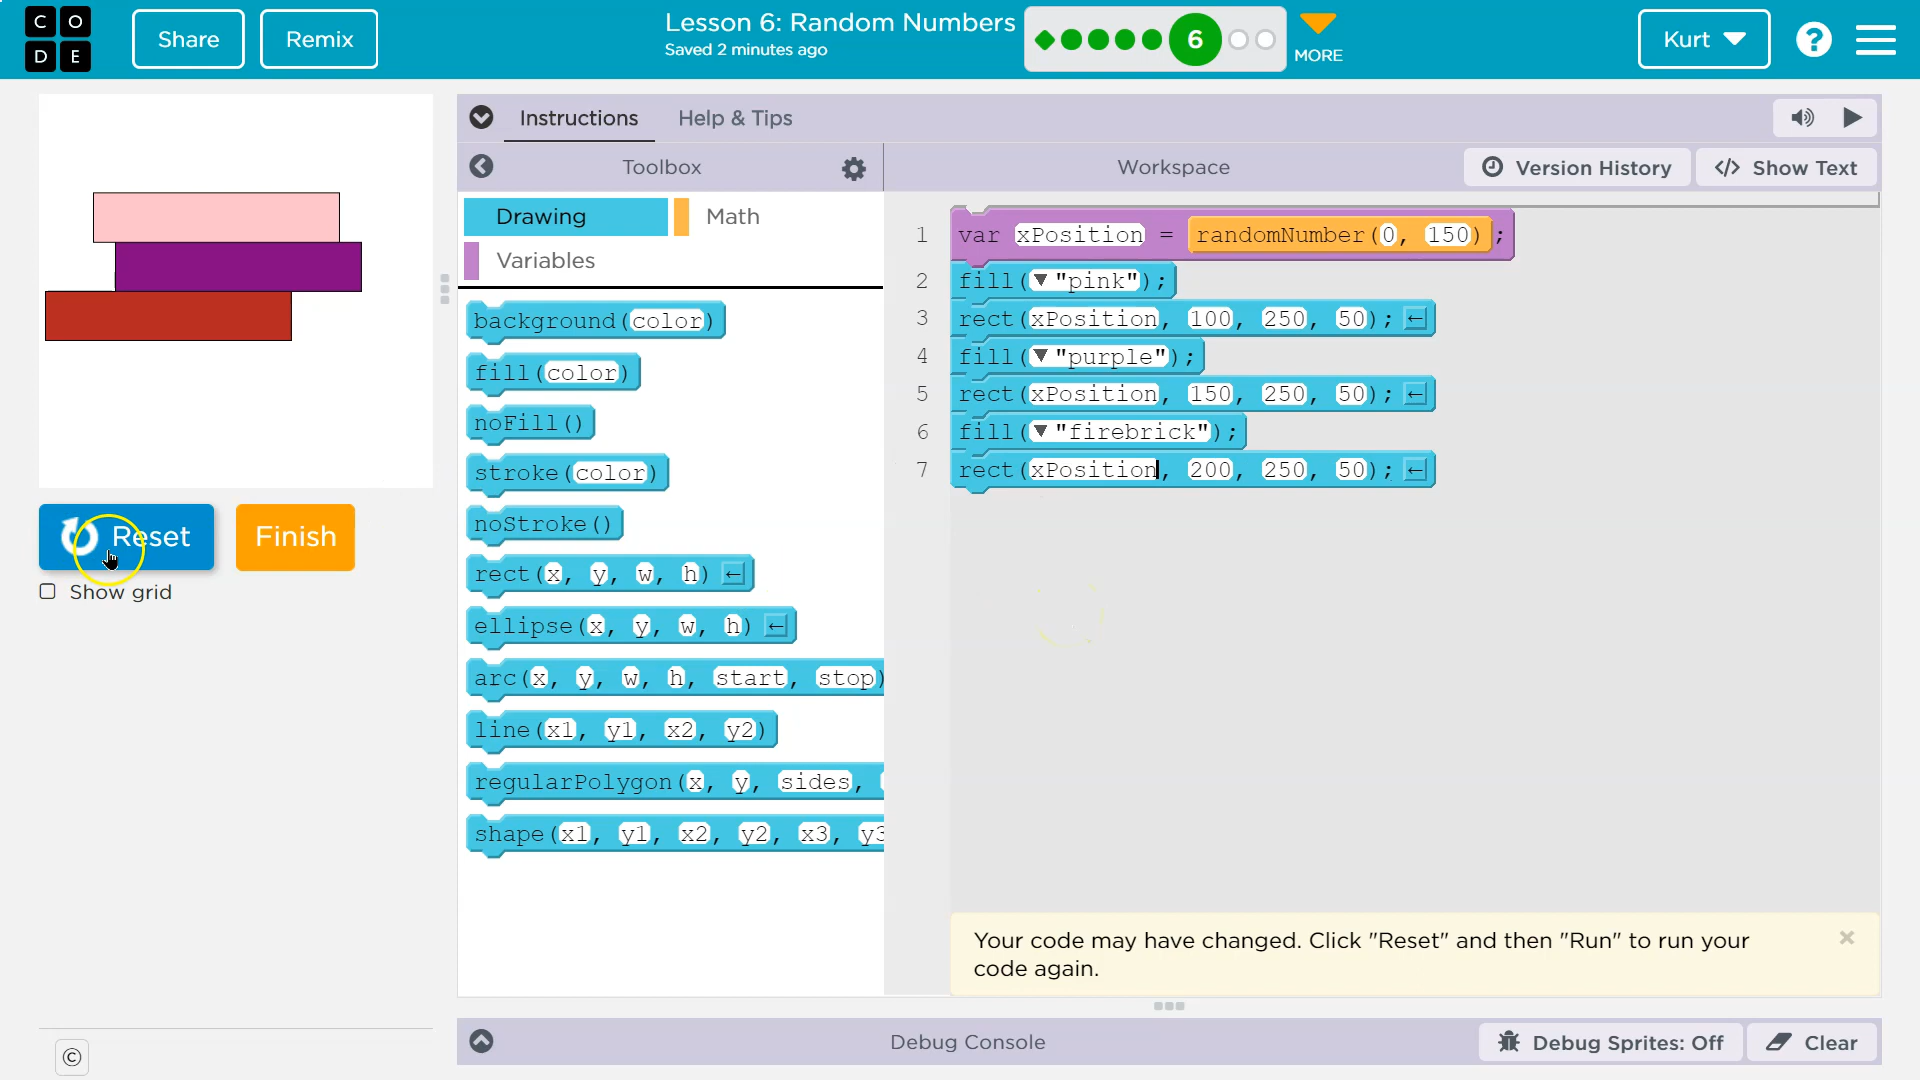 CO
DE
Share
Remix
Lesson 6: Random Numbers
Saved 2 minutes ago
6
MORE
Kurt
?
Instructions
Help & Tips
Toolbox
Workspace
Version History
</> Show Text
Drawing
Math
Variables
background(color)
fill(color)
noFill()
stroke(color)
noStroke()
rect(x, y, w, h) ←
ellipse(x, y, w, h) ←
arc(x, y, w, h, start, stop)
line(x1, y1, x2, y2)
regularPolygon(x, y, sides,
shape(x1, y1, x2, y2, x3, y3
1 var xPosition = randomNumber(0, 150);
2 fill(▼ "pink");
3 rect(xPosition, 100, 250, 50); ←
4 fill(▼ "purple");
5 rect(xPosition, 150, 250, 50); ←
6 fill(▼ "firebrick");
7 rect(xPosition, 200, 250, 50); ←
Reset
Finish
Show grid
Your code may have changed. Click "Reset" and then "Run" to run your
code again.
×
Debug Console
Debug Sprites: Off
Clear
©